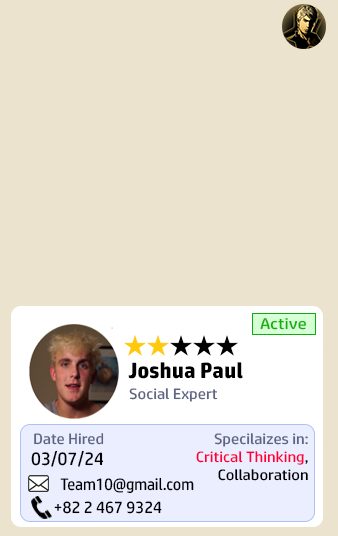 Active
Joshua Paul
Social Expert
Date Hired
03/07/24
Specilaizes in:
Critical Thinking,
Collaboration
Team10@gmail.com
+82 2 467 9324